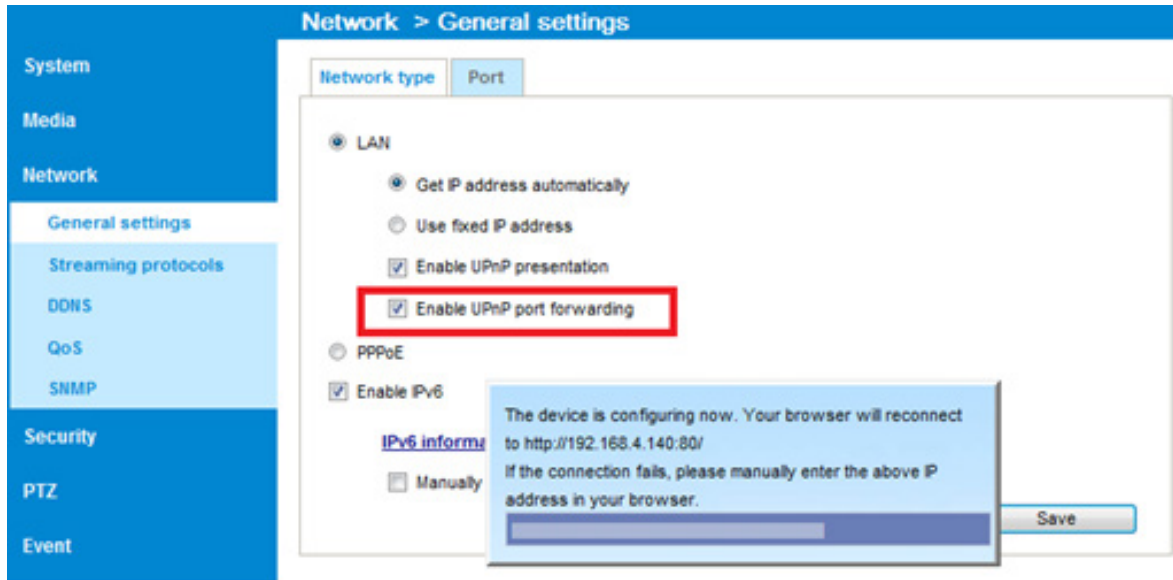 Network > General settings
System
Media
Network
General settings
Streaming protocols
DDNS
QoS
SNMP
Security
PTZ
Event
Network type
Port
LAN
Get IP address automatically
Use fixed IP address
Enable UPnP presentation
Enable UPnP port forwarding
PPPoE
Enable IPv6
IPv6 informa
Manually
The device is configuring now. Your browser will reconnect
to http://192.168.4.140:80/
If the connection fails, please manually enter the above IP
address in your browser.
Save